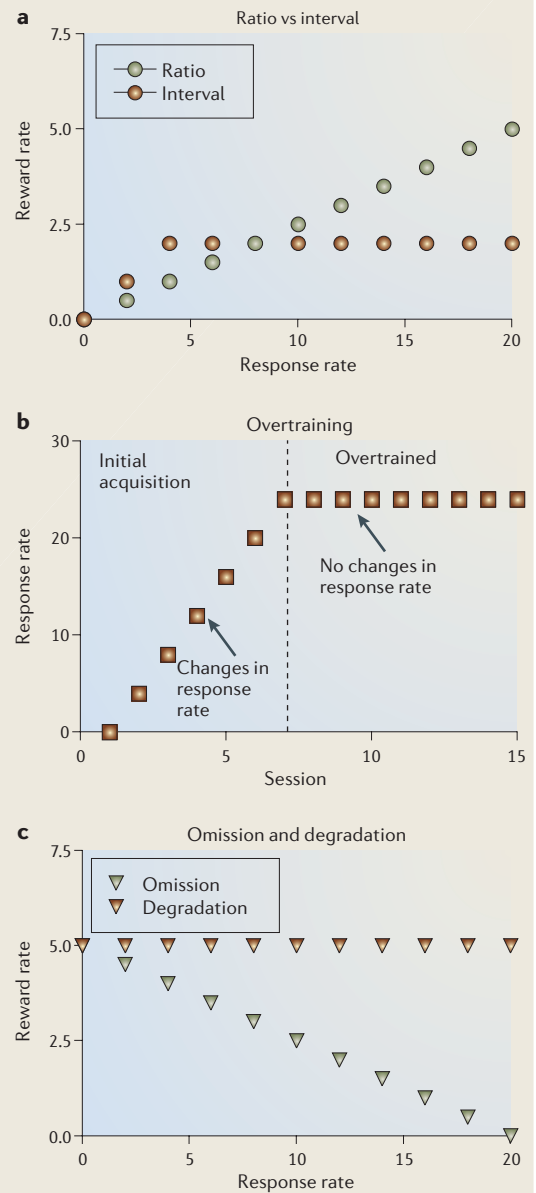 a
Ratio vs interval
7.5
5.0
2.5
0.0
Reward rate
Ratio
Interval
0
5
10
15
20
Response rate
b
Overtraining
30
20
10
0
Response rate
Initial
acquisition
Overtrained
No changes in
response rate
Changes in
response
rate
0
5
10
15
Session
c
Omission and degradation
7.5
5.0
2.5
0.0
Reward rate
Omission
Degradation
0
5
10
15
20
Response rate